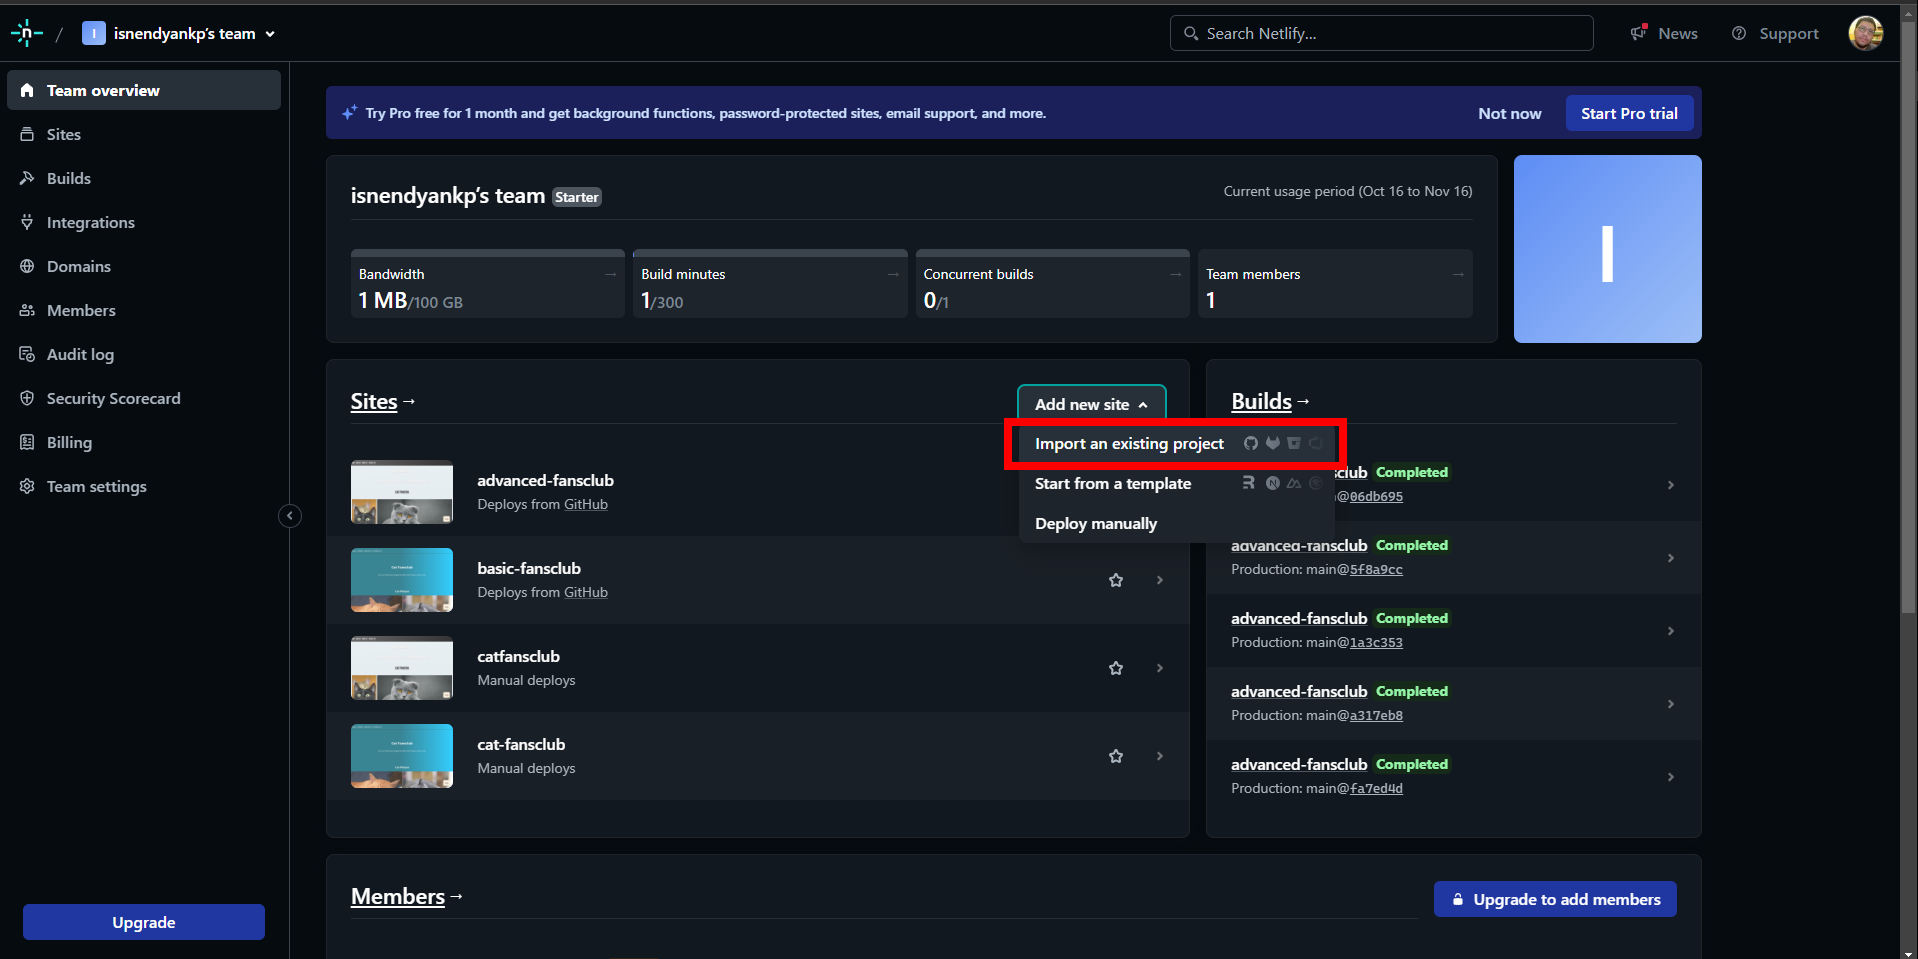 n / I isnendyankp's team
Search Netlify...
News
Support
Team overview
Sites
Builds
Integrations
Domains
Members
Audit log
Security Scorecard
Billing
Team settings
Upgrade
Try Pro free for 1 month and get background functions, password-protected sites, email support, and more.
Not now
Start Pro trial
isnendyankp's team Starter
Current usage period (Oct 16 to Nov 16)
Bandwidth →
1 MB/100 GB
Build minutes →
1/300
Concurrent builds →
0/1
Team members →
1
I
Sites →
Add new site
Import an existing project
Start from a template
Deploy manually
advanced-fansclub
Deploys from GitHub
basic-fansclub
Deploys from GitHub
catfansclub
Manual deploys
cat-fansclub
Manual deploys
Builds →
club Completed
@06db695
advanced-fansclub Completed
Production: main@5f8a9cc
advanced-fansclub Completed
Production: main@1a3c353
advanced-fansclub Completed
Production: main@a317eb8
advanced-fansclub Completed
Production: main@fa7ed4d
Members →
Upgrade to add members